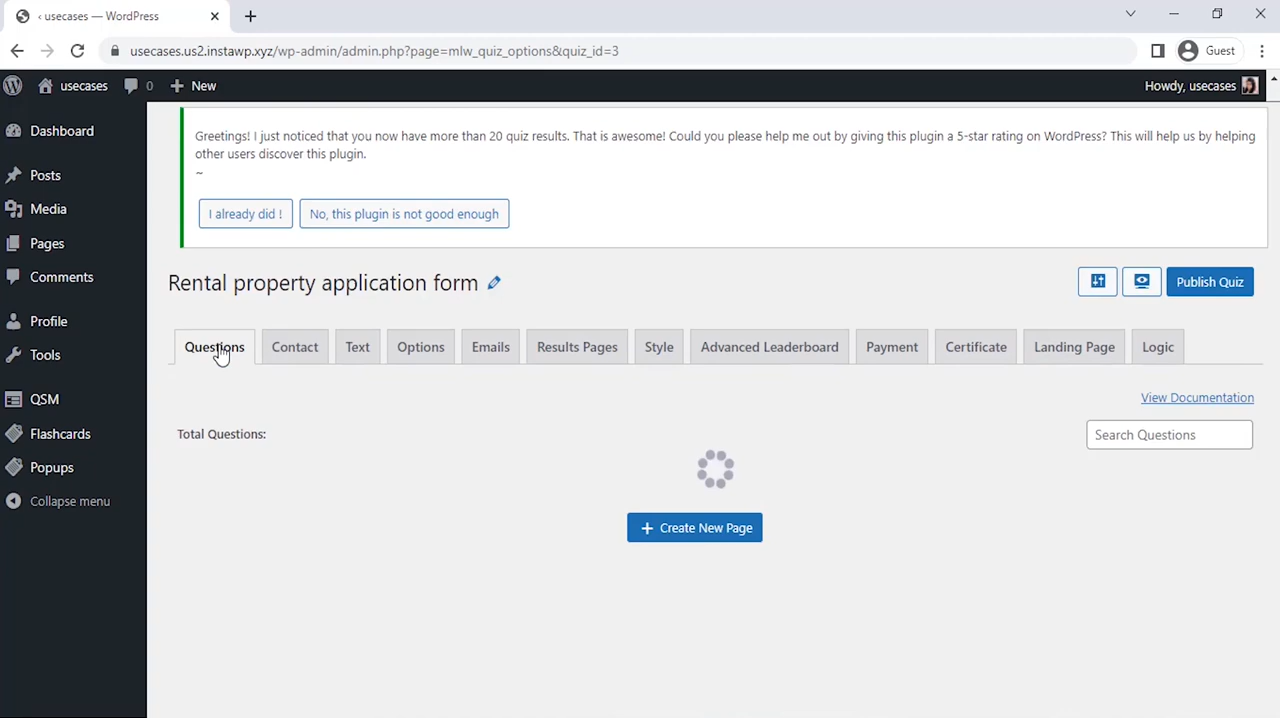 ‹ usecases — WordPress
usecases.us2.instawp.xyz/wp-admin/admin.php?page=mlw_quiz_options&quiz_id=3
Guest
usecases
0
New
Howdy, usecases
Dashboard
Posts
Media
Pages
Comments
Profile
Tools
QSM
Flashcards
Popups
Collapse menu
Greetings! I just noticed that you now have more than 20 quiz results. That is awesome! Could you please help me out by giving this plugin a 5-star rating on WordPress? This will help us by helping
other users discover this plugin.
~
I already did !
No, this plugin is not good enough
Rental property application form
Publish Quiz
Questions
Contact
Text
Options
Emails
Results Pages
Style
Advanced Leaderboard
Payment
Certificate
Landing Page
Logic
View Documentation
Total Questions:
Search Questions
+ Create New Page